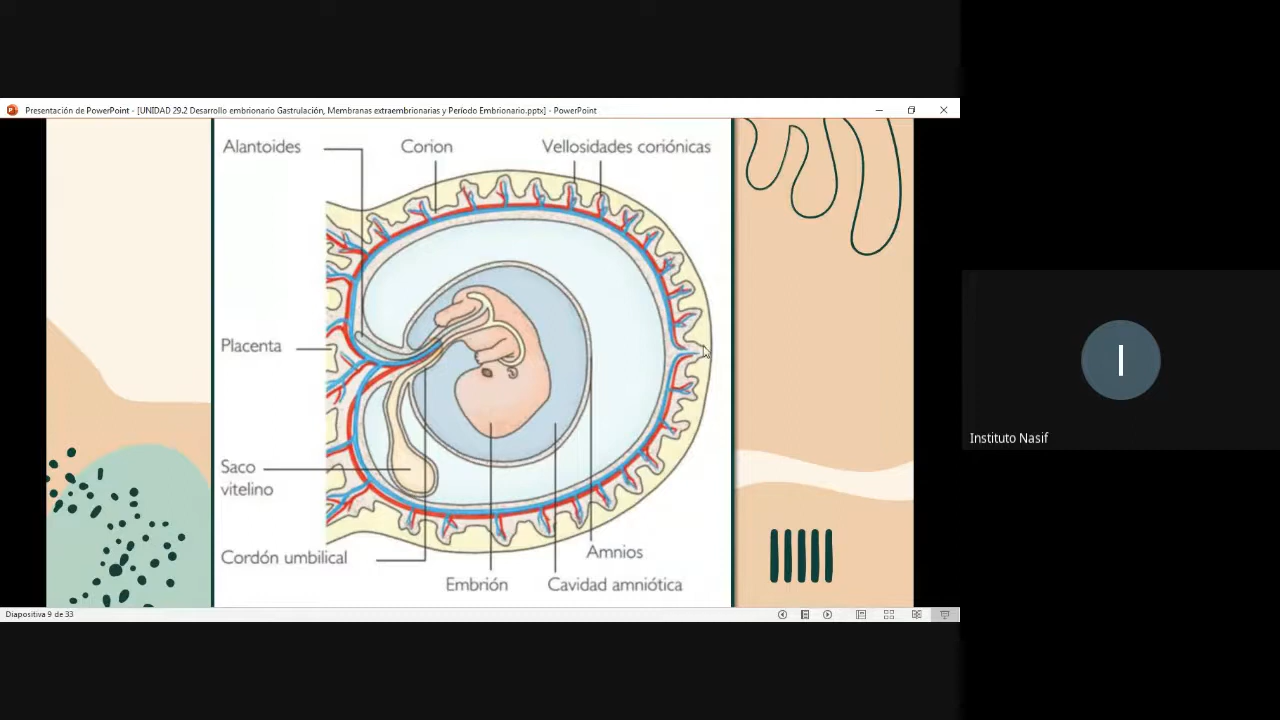 Presentación de PowerPoint - [UNIDAD 29.2 Desarrollo embrionario Gastrulación, Membranas extraembrionarias y Período Embrionario.pptx] - PowerPoint
Alantoides
Corion
Vellosidades coriónicas
Placenta
Saco
vitelino
Cordón umbilical
Amnios
Embrión
Cavidad amniótica
Diapositiva 9 de 33
I
Instituto Nasif